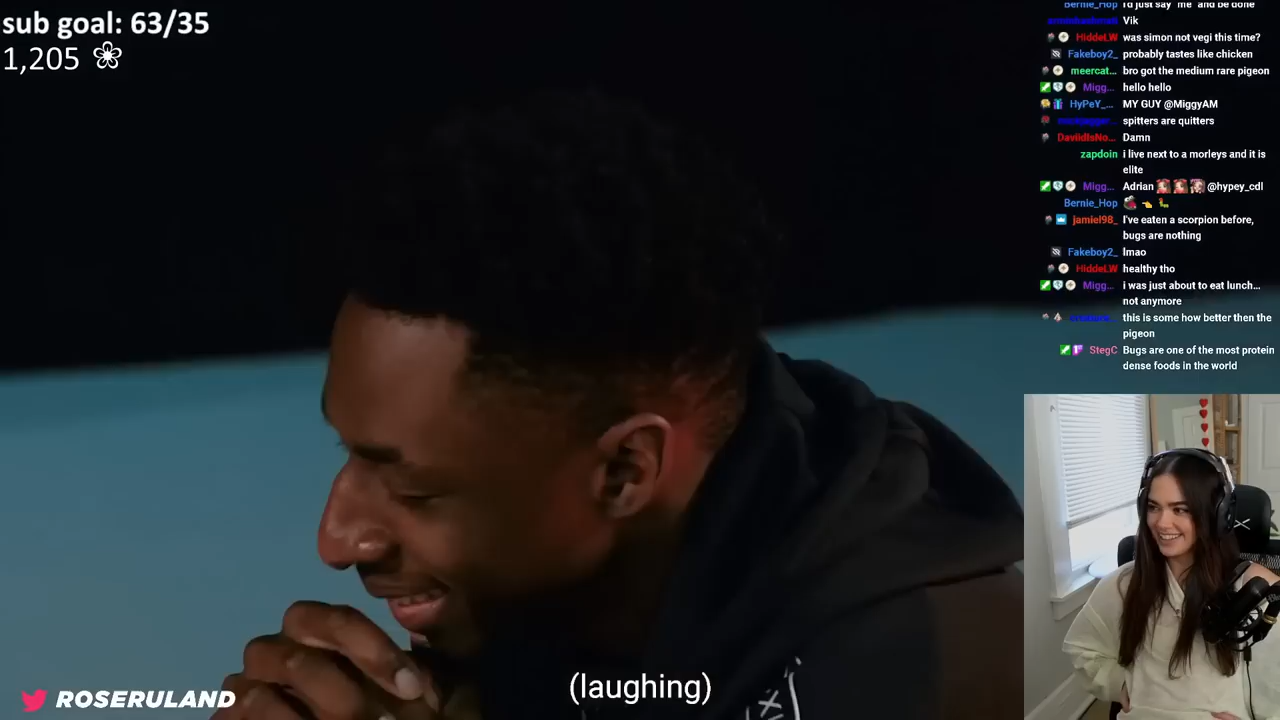 sub goal: 63/35
1,205
Bernie_Hop I'd just say "me" and be done
Vik
HiddeLW was simon not vegi this time?
Fakeboy2_ probably tastes like chicken
meercat... bro got the medium rare pigeon
Migg... hello hello
HyPeY_... MY GUY @MiggyAM
spitters are quitters
DaviidIsNo... Damn
zapdoin i live next to a morleys and it is
elite
Migg... Adrian @hypey_cdl
Bernie_Hop
jamiel98_ I've eaten a scorpion before,
bugs are nothing
Fakeboy2_ lmao
HiddeLW healthy tho
Migg... i was just about to eat lunch...
not anymore
this is some how better then the
pigeon
StegC Bugs are one of the most protein
dense foods in the world
(laughing)
ROSERULAND